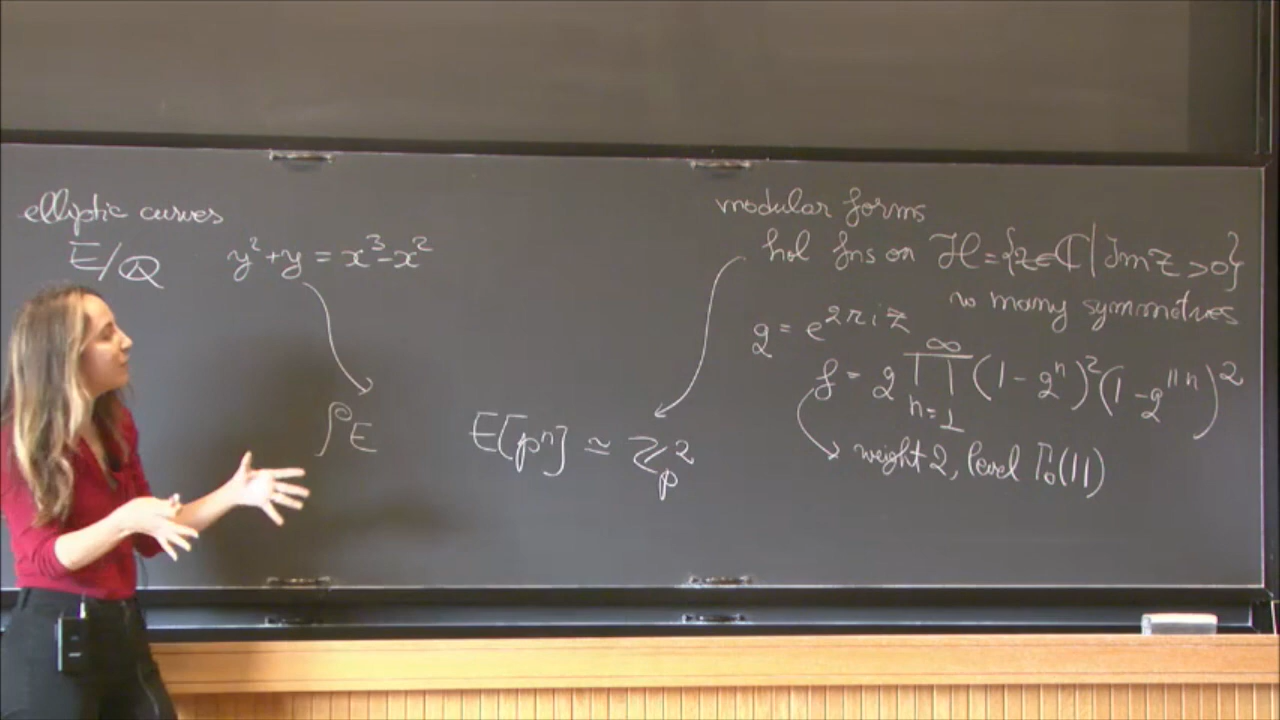 elliptic curves
E/ℚ y²+y = x³-x²
ρ_E
E[pⁿ] ≃ ℤ_p²
modular forms
hol fns on ℋ = {z∈ℂ | Im z > 0}
w many symmetries
q = e^{2πiz}
f = q ∏_{n=1}^{∞} (1-qⁿ)²(1-q^{11n})²
→ weight 2, level Γ₀(11)